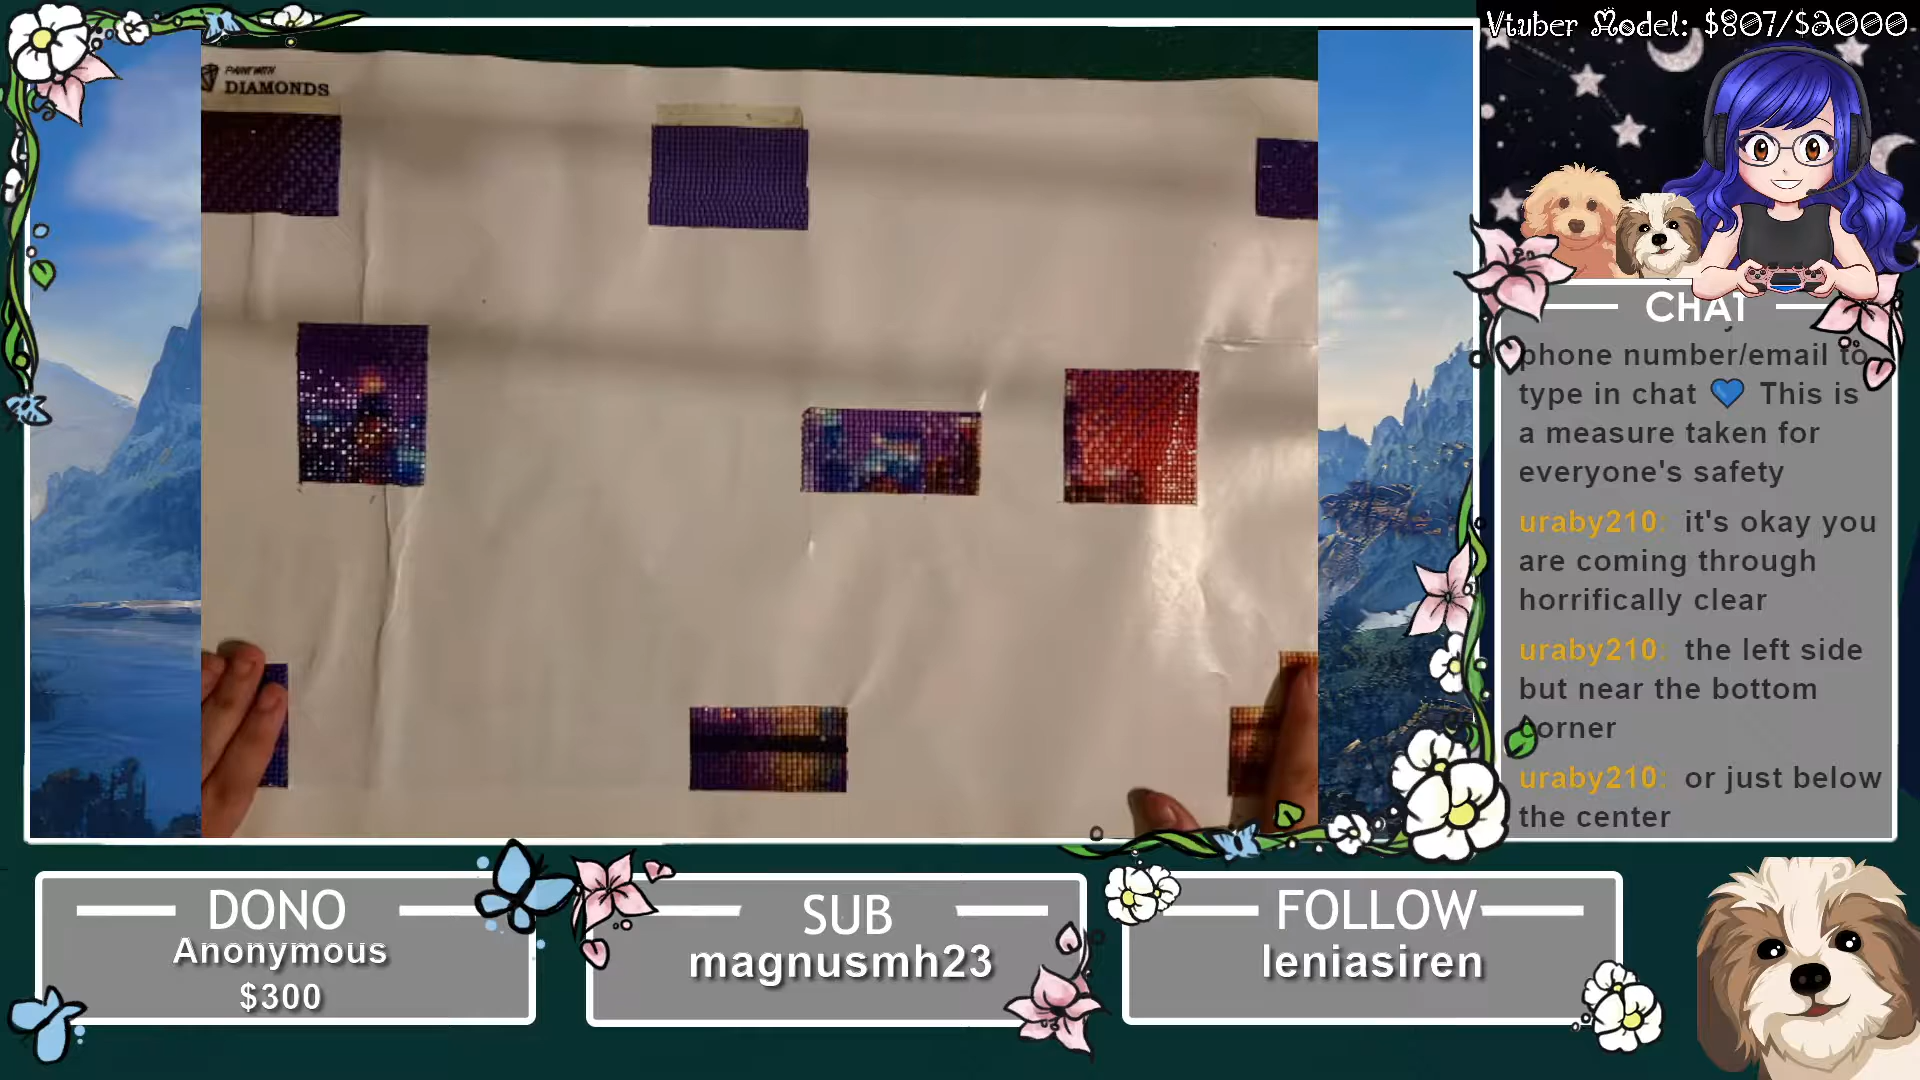 Vtuber Model: $807/$2000
PAINT WITH
DIAMONDS
CHAT
phone number/email to
type in chat 💙 This is
a measure taken for
everyone's safety
uraby210: it's okay you
are coming through
horrifically clear
uraby210: the left side
but near the bottom
corner
uraby210: or just below
the center
DONO
Anonymous
$300
SUB
magnusmh23
FOLLOW
leniasiren